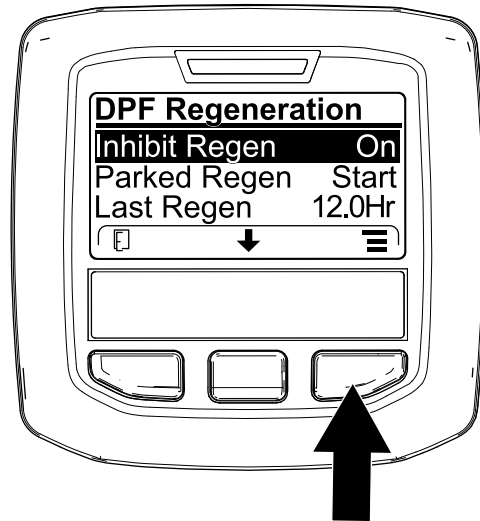 DPF Regeneration
Inhibit Regen On
Parked Regen Start
Last Regen 12.0Hr